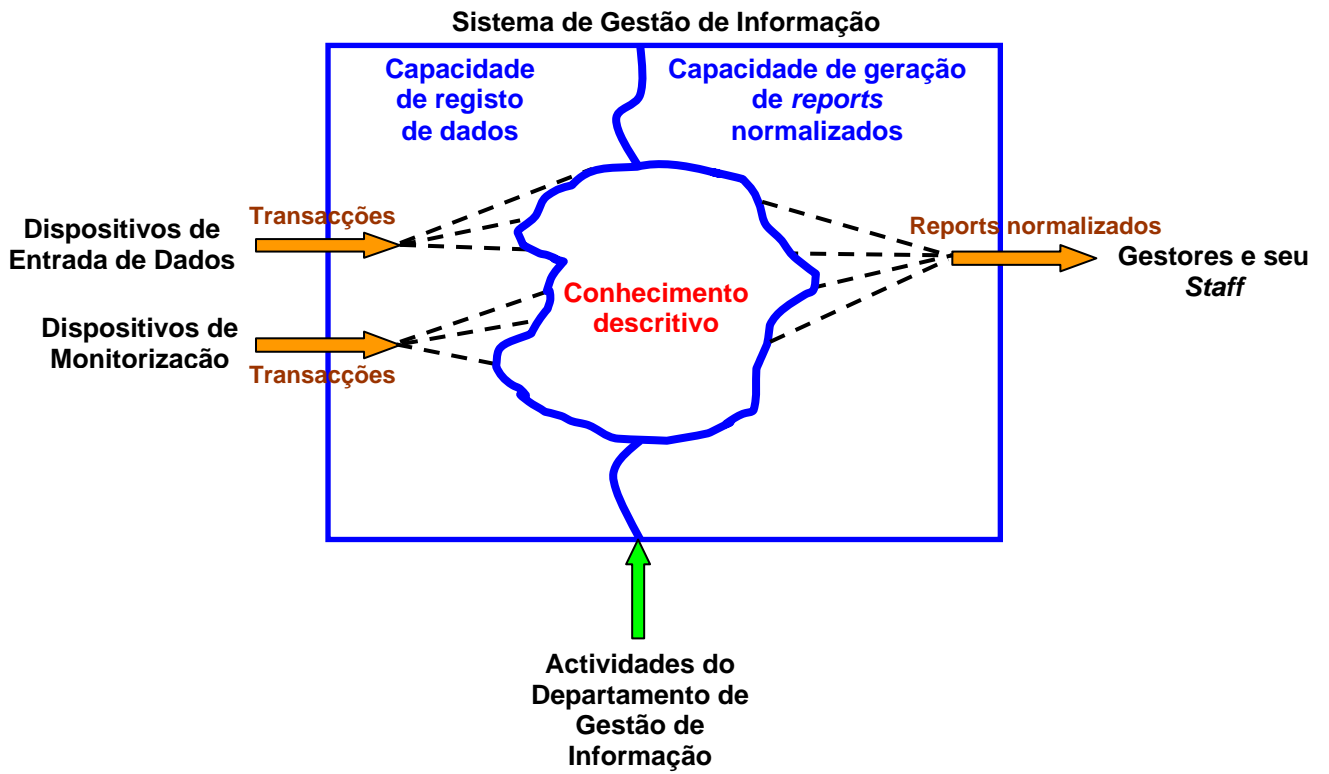 Sistema de Gestão de Informação
Capacidade
de registo
de dados
Capacidade de geração
de reports
normalizados
Transacções
Dispositivos de
Entrada de Dados
Reports normalizados
Gestores e seu
Staff
Conhecimento
descritivo
Dispositivos de
Monitorizacão
Transacções
Actividades do
Departamento de
Gestão de
Informação